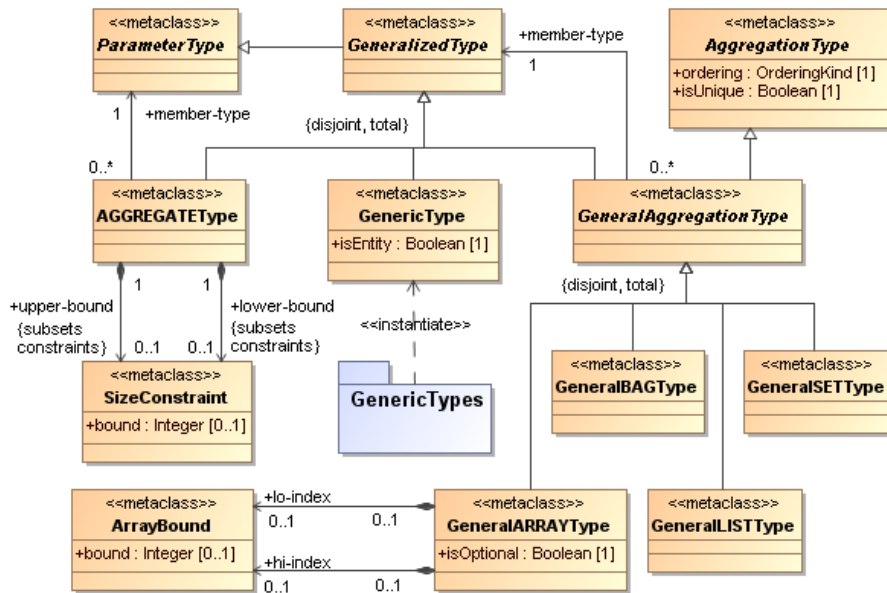 <<metaclass>>
ParameterType
<<metaclass>>
GeneralizedType
+member-type
1
<<metaclass>>
AggregationType
+ordering : OrderingKind [1]
+isUnique : Boolean [1]
1
+member-type
{disjoint, total}
0..*
0..*
<<metaclass>>
AGGREGATEType
<<metaclass>>
GenericType
+isEntity : Boolean [1]
<<metaclass>>
GeneralAggregationType
1
1
+upper-bound
{subsets
constraints}
0..1
+lower-bound
{subsets
constraints}
0..1
<<instantiate>>
{disjoint, total}
<<metaclass>>
SizeConstraint
+bound : Integer [0..1]
GenericTypes
<<metaclass>>
GeneralBAGType
<<metaclass>>
GeneralSETType
<<metaclass>>
ArrayBound
+bound : Integer [0..1]
+lo-index
0..1
0..1
+hi-index
0..1
0..1
<<metaclass>>
GeneralARRAYType
+isOptional : Boolean [1]
<<metaclass>>
GeneralLISTType